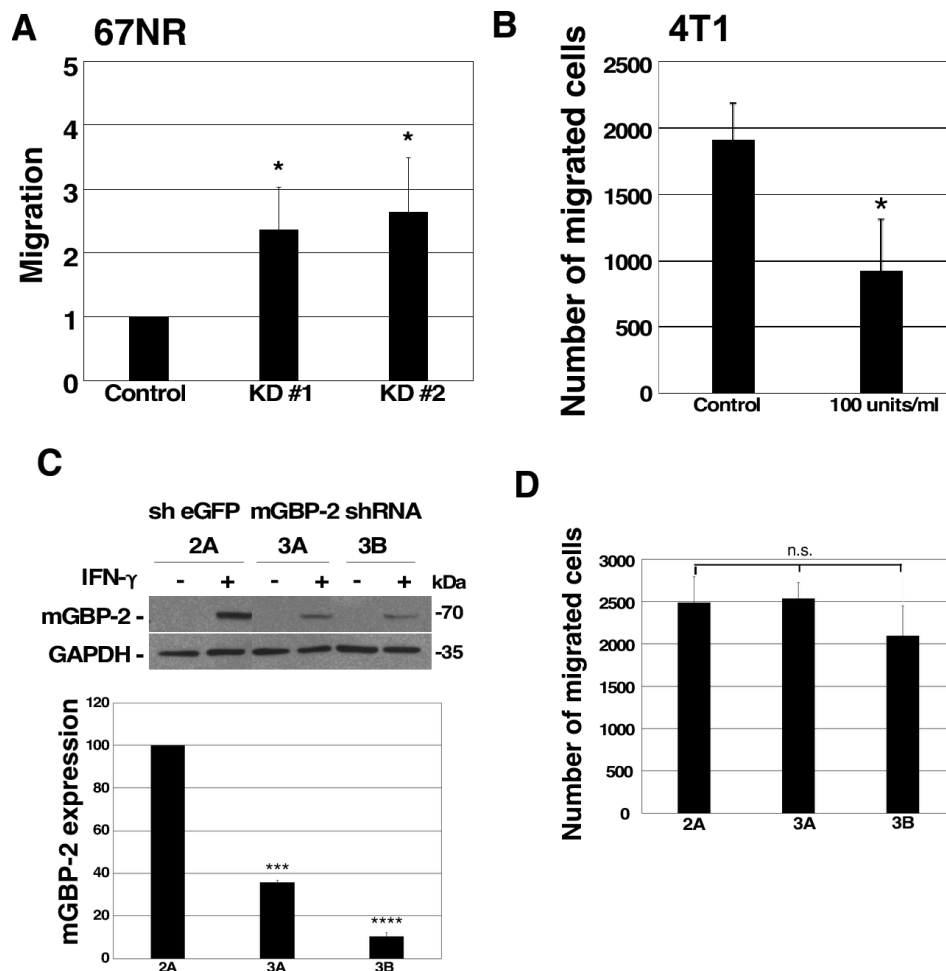 A 67NR
Migration
5
4
3
2
1
0
*
*
Control KD #1 KD #2
B 4T1
Number of migrated cells
2500
2000
1500
1000
500
0
*
Control 100 units/ml
C
sh eGFP mGBP-2 shRNA
2A 3A 3B
IFN-γ - + - + - + kDa
mGBP-2 - -70
GAPDH - -35
mGBP-2 expression
120
100
80
60
40
20
0
***
****
2A 3A 3B
D
Number of migrated cells
3000
2500
2000
1500
1000
500
0
n.s.
2A 3A 3B